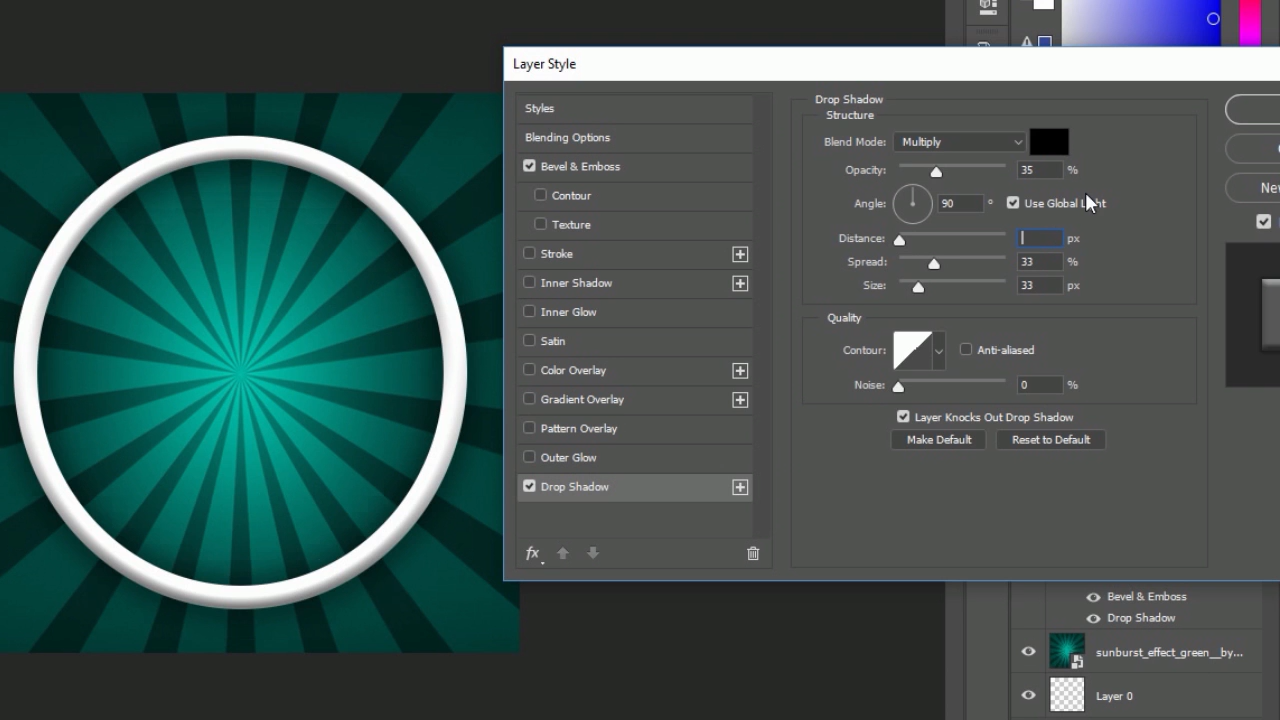 Layer Style
Styles
Blending Options
Bevel & Emboss
Contour
Texture
Stroke
Inner Shadow
Inner Glow
Satin
Color Overlay
Gradient Overlay
Pattern Overlay
Outer Glow
Drop Shadow
fx
Drop Shadow
Structure
Blend Mode: Multiply
Opacity: 35 %
Angle: 90 ° Use Global Light
Distance: px
Spread: 33 %
Size: 33 px
Quality
Contour: Anti-aliased
Noise: 0 %
Layer Knocks Out Drop Shadow
Make Default Reset to Default
New
Bevel & Emboss
Drop Shadow
sunburst_effect_green__by...
Layer 0